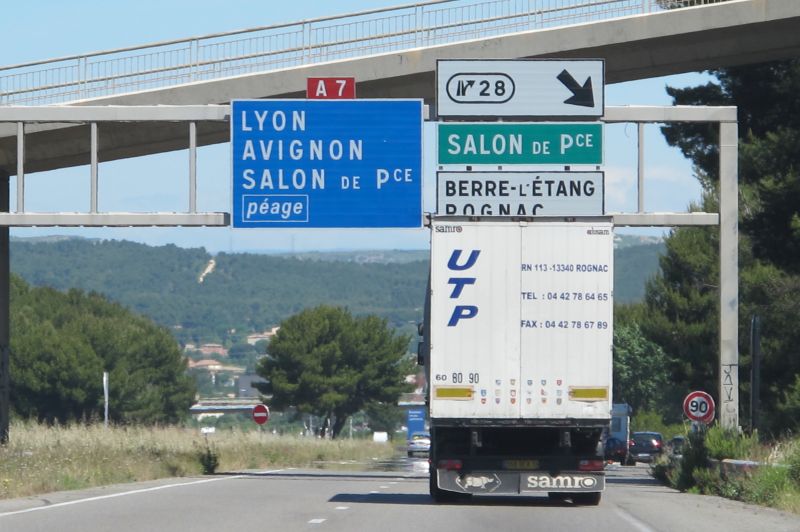 A 7
LYON
AVIGNON
SALON DE PCE
péage
28
SALON DE PCE
BERRE-L'ÉTANG
ROGNAC
samro
UTP
RN 113 -13340 ROGNAC
TEL : 04 42 78 64 65
FAX : 04 42 78 67 89
60 80 90
90
samro